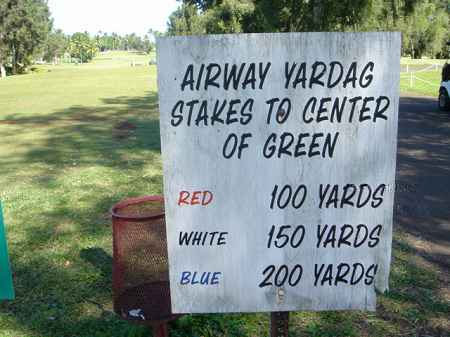 AIRWAY YARDAG
STAKES TO CENTER
OF GREEN
RED 100 YARDS
WHITE 150 YARDS
BLUE 200 YARDS